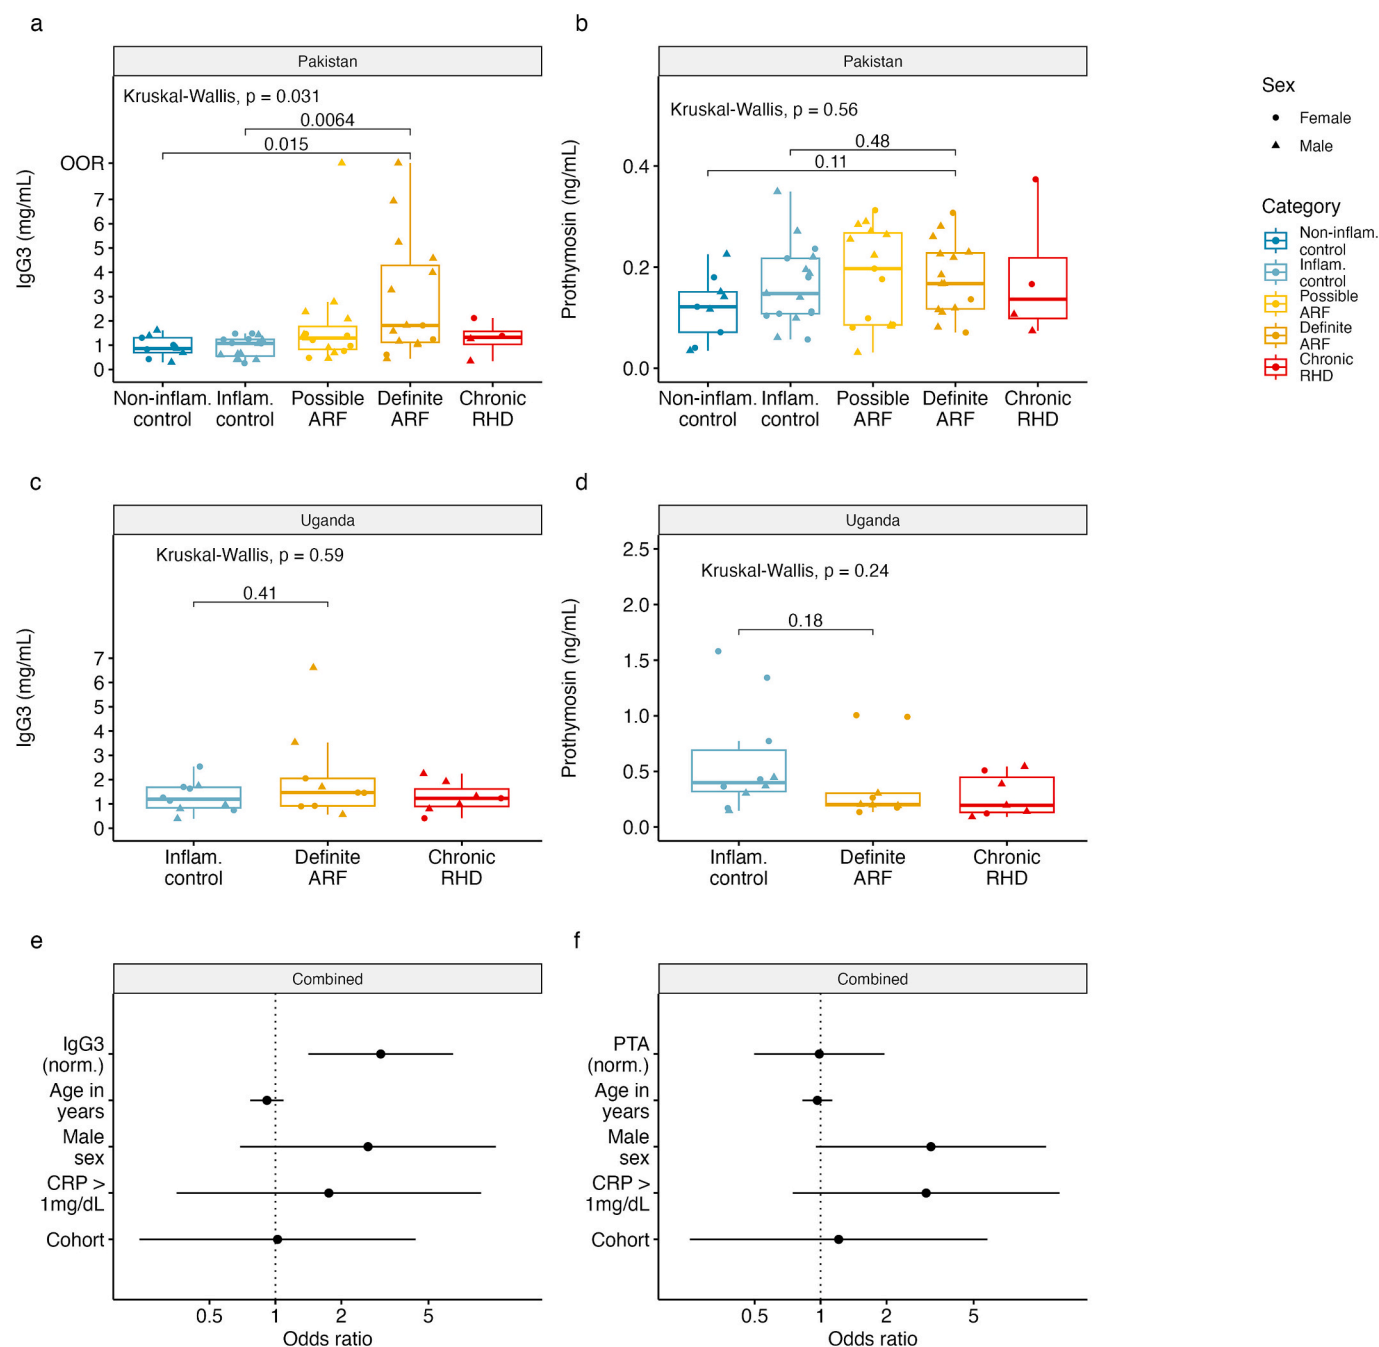 a
Pakistan
Kruskal-Wallis, p = 0.031
0.0064
0.015
IgG3 (mg/mL)
OOR
7
6
5
4
3
2
1
0
Non-inflam. control
Inflam. control
Possible ARF
Definite ARF
Chronic RHD
b
Pakistan
Kruskal-Wallis, p = 0.56
0.48
0.11
Prothymosin (ng/mL)
0.4
0.2
0.0
Non-inflam. control
Inflam. control
Possible ARF
Definite ARF
Chronic RHD
Sex
Female
Male
Category
Non-inflam.
control
Inflam.
control
Possible
ARF
Definite
ARF
Chronic
RHD
c
Uganda
Kruskal-Wallis, p = 0.59
0.41
IgG3 (mg/mL)
7
6
5
4
3
2
1
0
Inflam. control
Definite ARF
Chronic RHD
d
Uganda
Kruskal-Wallis, p = 0.24
0.18
Prothymosin (ng/mL)
2.5
2.0
1.5
1.0
0.5
0.0
Inflam. control
Definite ARF
Chronic RHD
e
Combined
IgG3
(norm.)
Age in
years
Male
sex
CRP >
1mg/dL
Cohort
0.5 1 2 5
Odds ratio
f
Combined
PTA
(norm.)
Age in
years
Male
sex
CRP >
1mg/dL
Cohort
0.5 1 2 5
Odds ratio